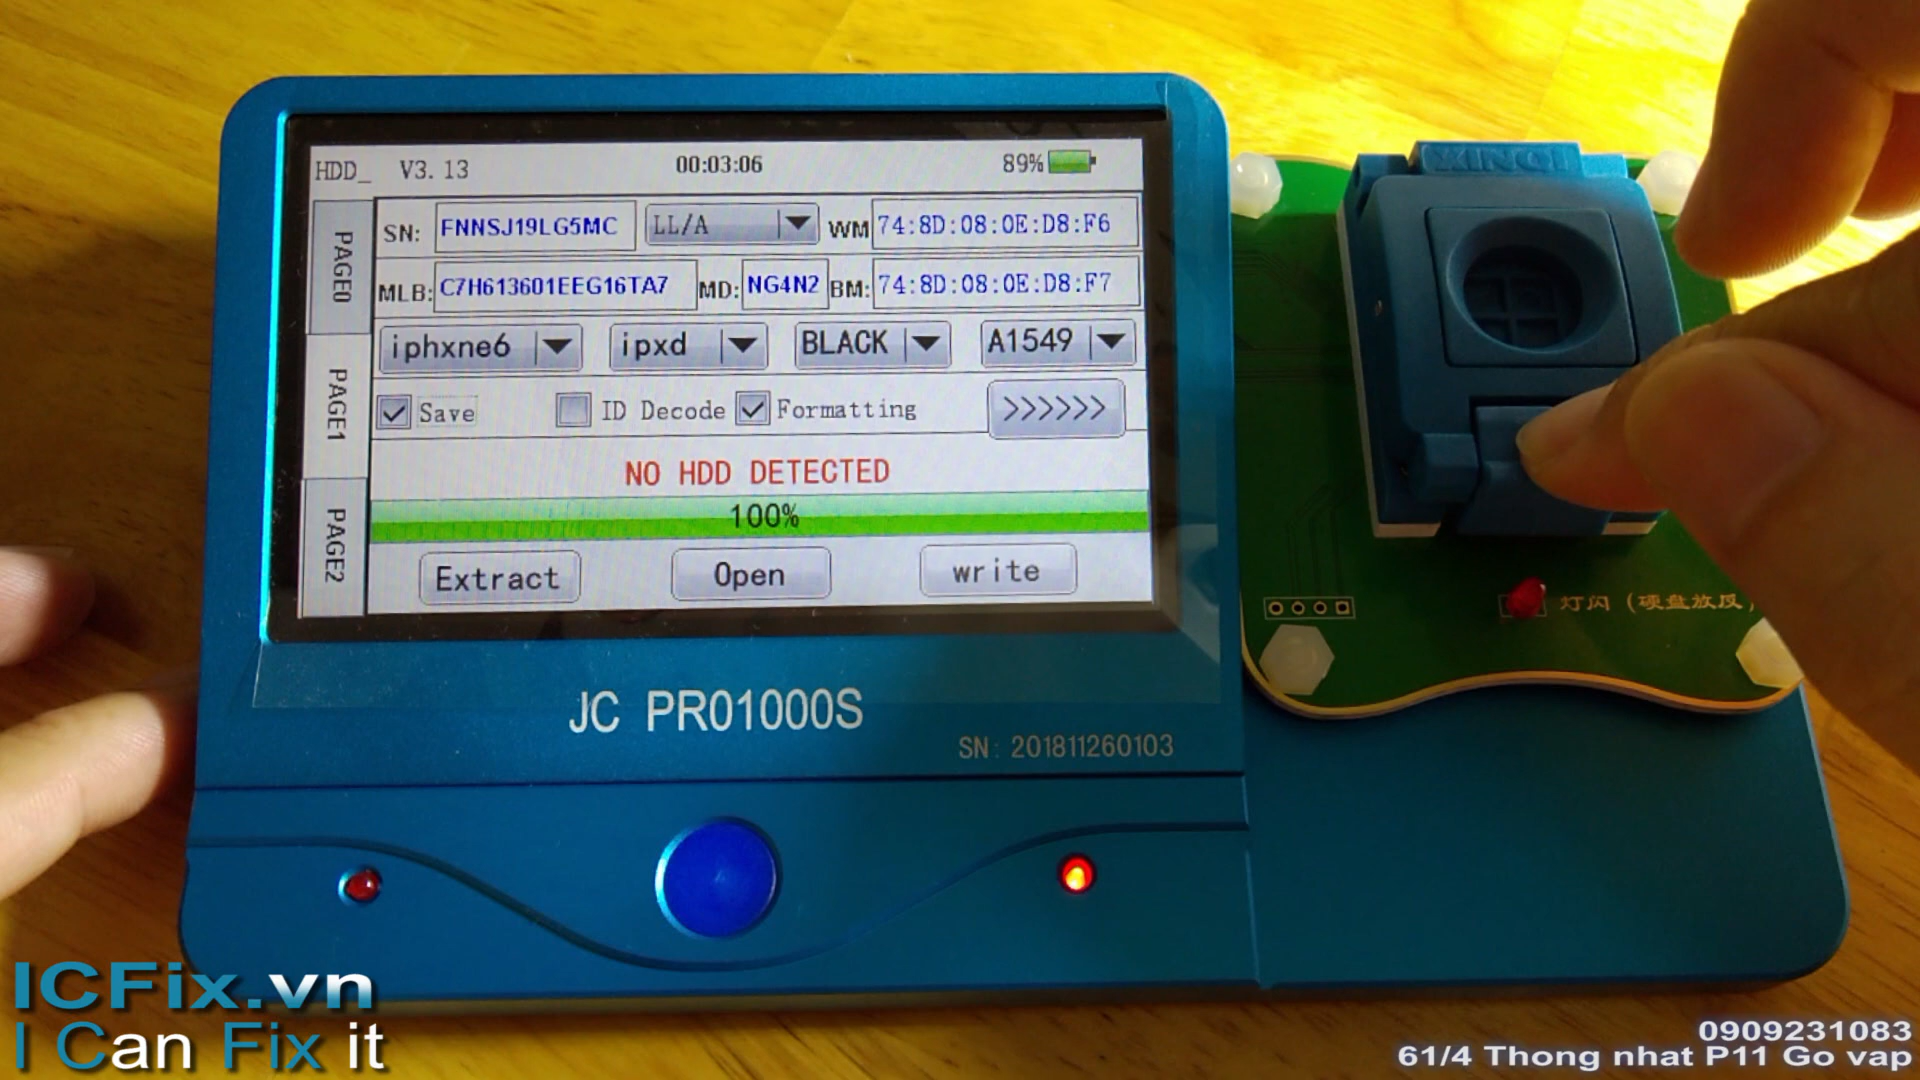 HDD_ V3.13 00:03:06 89%
PAGE0
PAGE1
PAGE2
SN: FNNSJ19LG5MC LL/A WM 74:8D:08:0E:D8:F6
MLB: C7H613601EEG16TA7 MD: NG4N2 BM: 74:8D:08:0E:D8:F7
iphxne6 ipxd BLACK A1549
Save ID Decode Formatting >>>>>>
NO HDD DETECTED
100%
Extract Open write
JC PRO1000S
SN: 201811260103
XINQI
灯闪 (硬盘放反)
ICFix.vn
I Can Fix it
0909231083
61/4 Thong nhat P11 Go vap